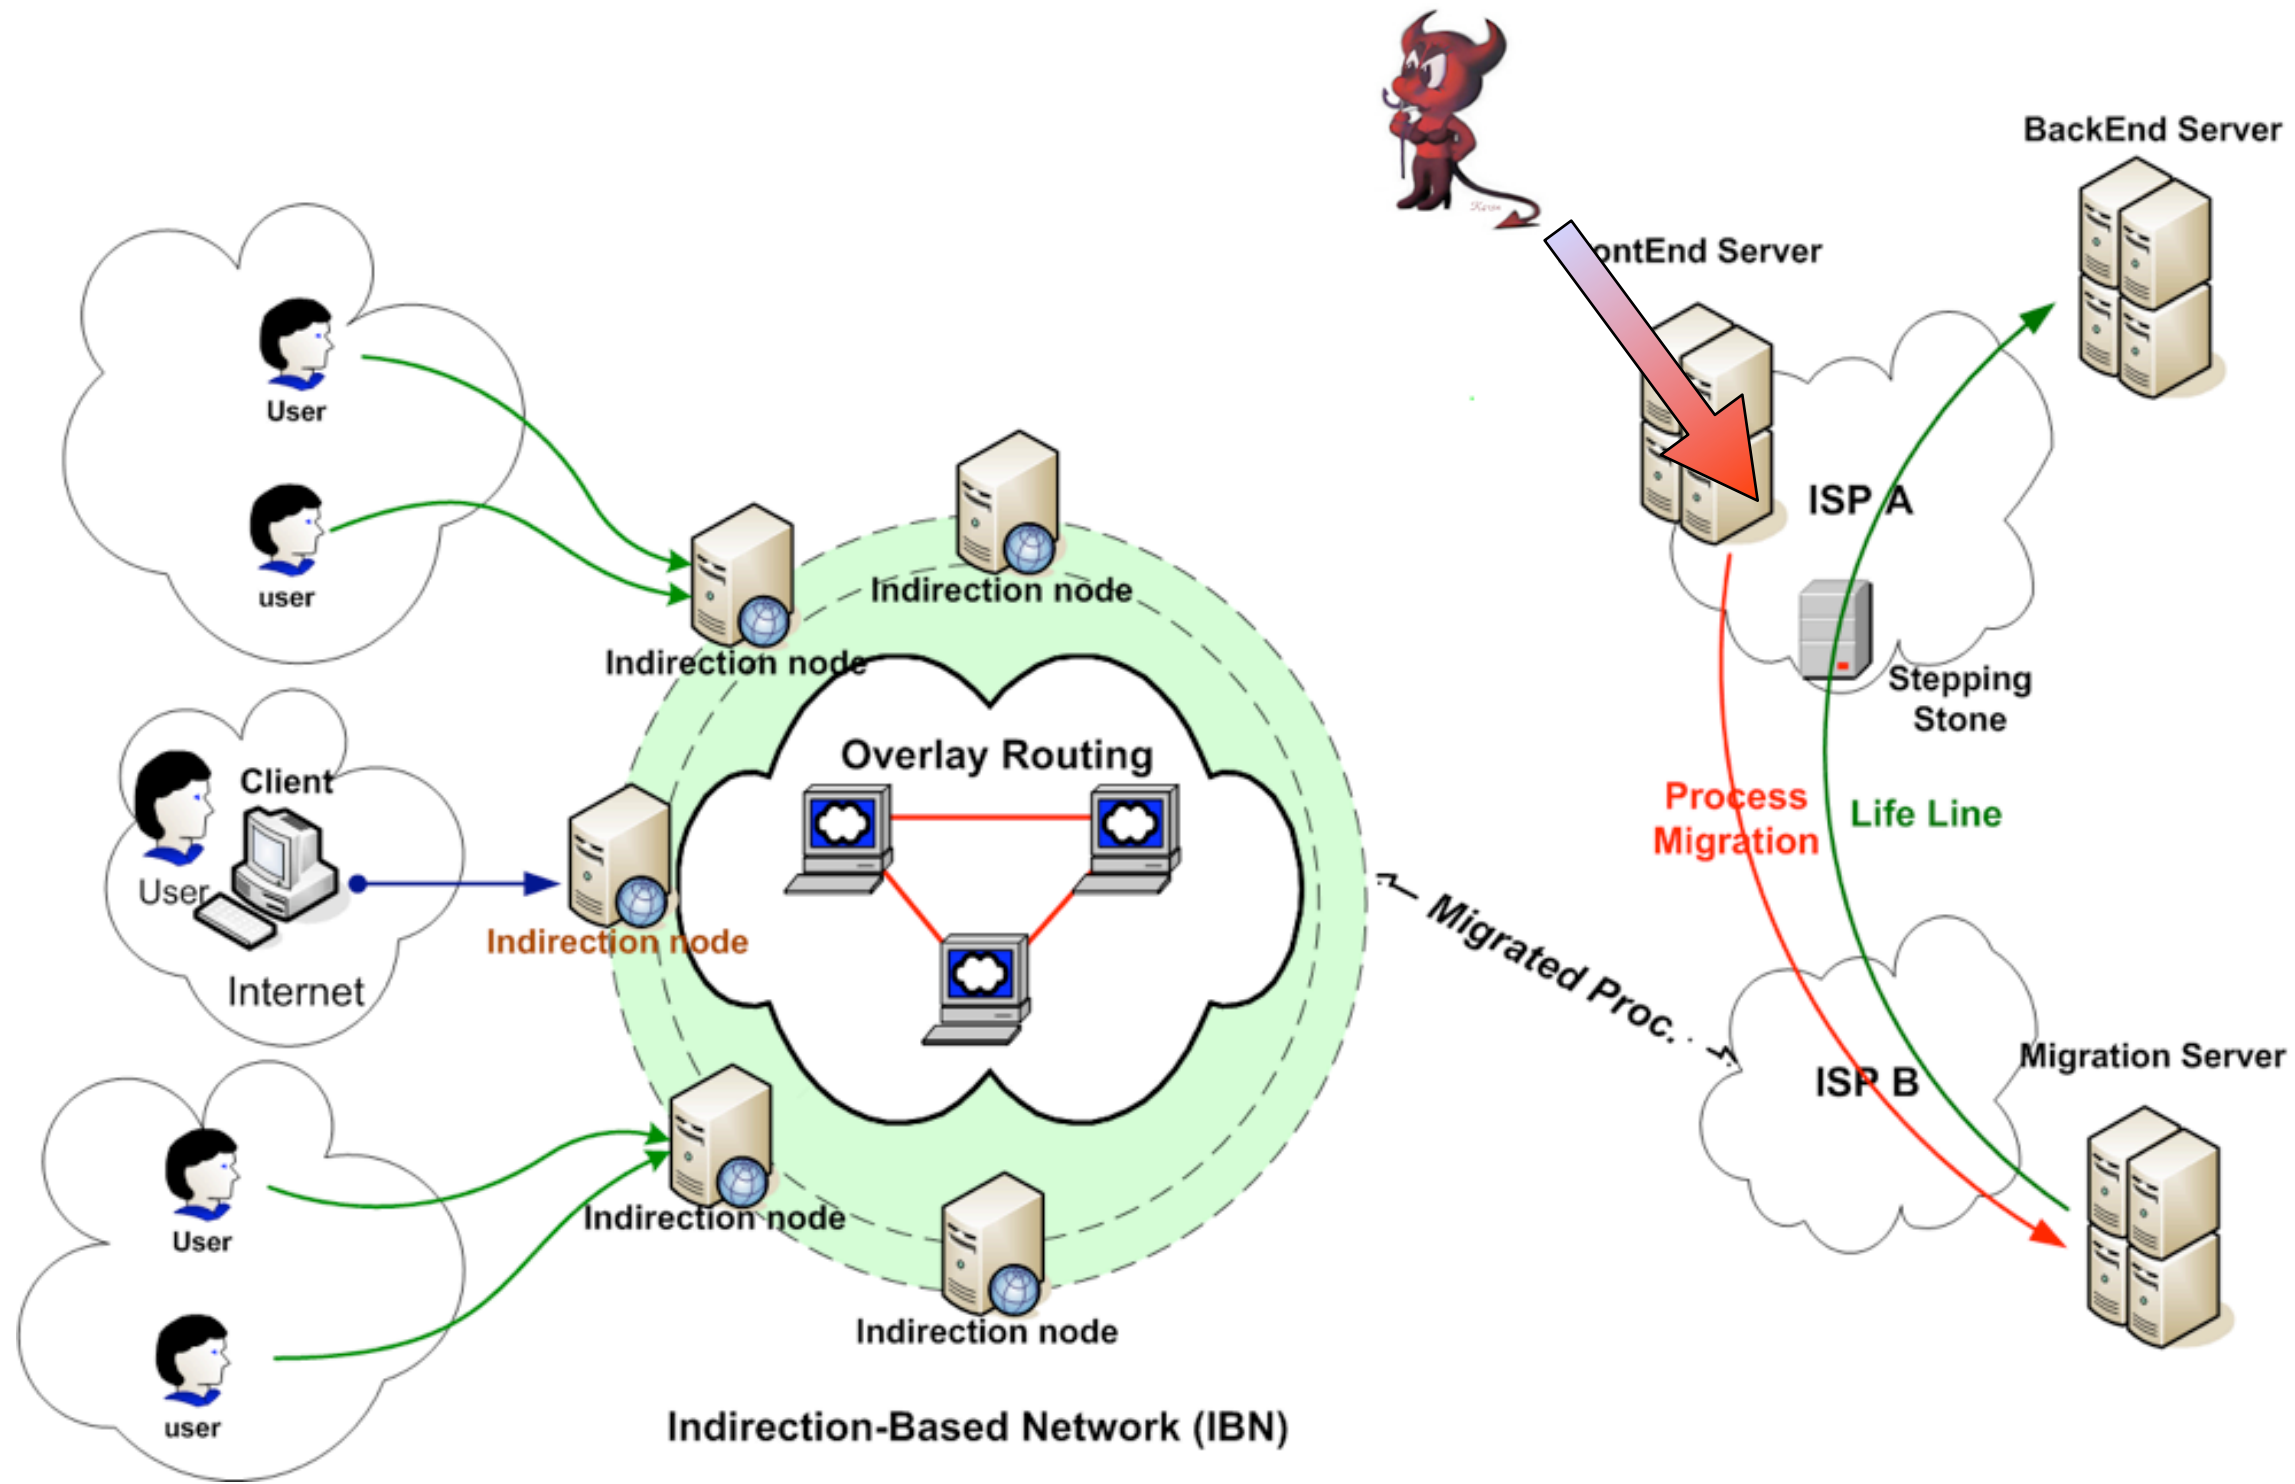 BackEnd Server
ontEnd Server
User
user
ISP A
Indirection node
Indirection node
Stepping
Stone
Overlay Routing
Client
Process
Migration
Life Line
User
Indirection node
Internet
Migrated Proc.
Migration Server
ISP B
Indirection node
User
Indirection node
user
Indirection-Based Network (IBN)